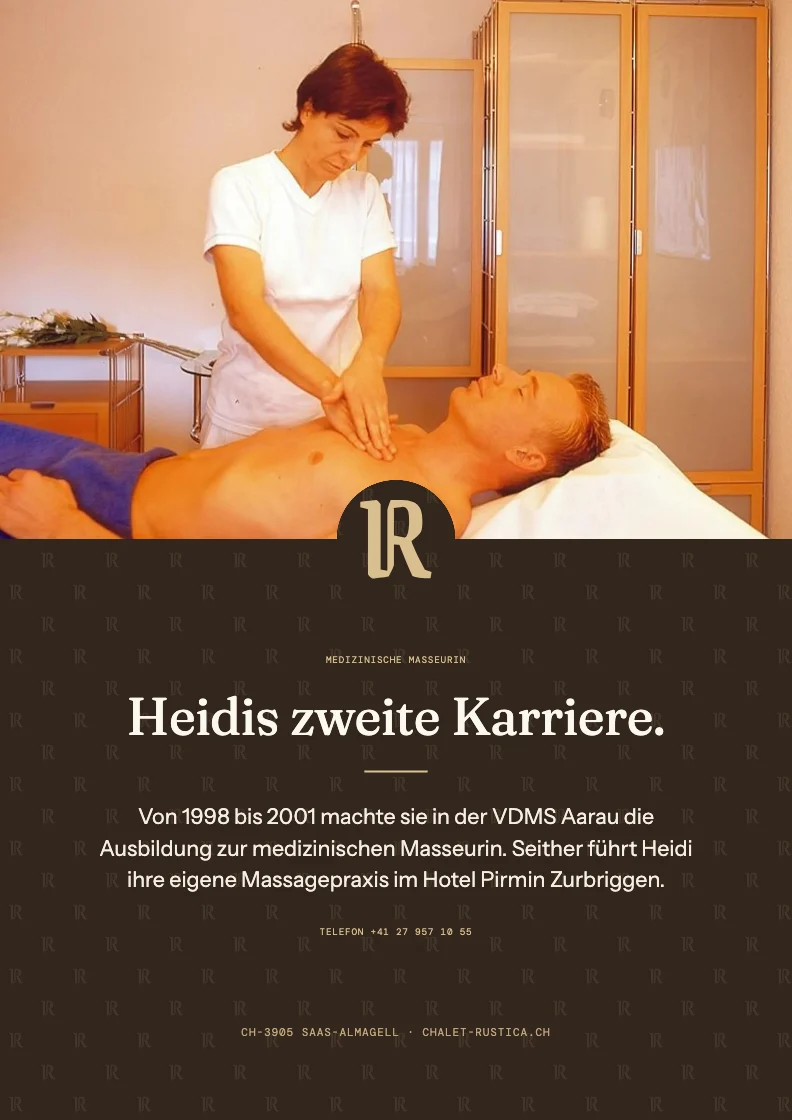 R
MEDIZINISCHE MASSEURIN
Heidis zweite Karriere.
Von 1998 bis 2001 machte sie in der VDMS Aarau die
Ausbildung zur medizinischen Masseurin. Seither führt Heidi
ihre eigene Massagepraxis im Hotel Pirmin Zurbriggen.
TELEFON +41 27 957 10 55
CH-3905 SAAS-ALMAGELL · CHALET-RUSTICA.CH